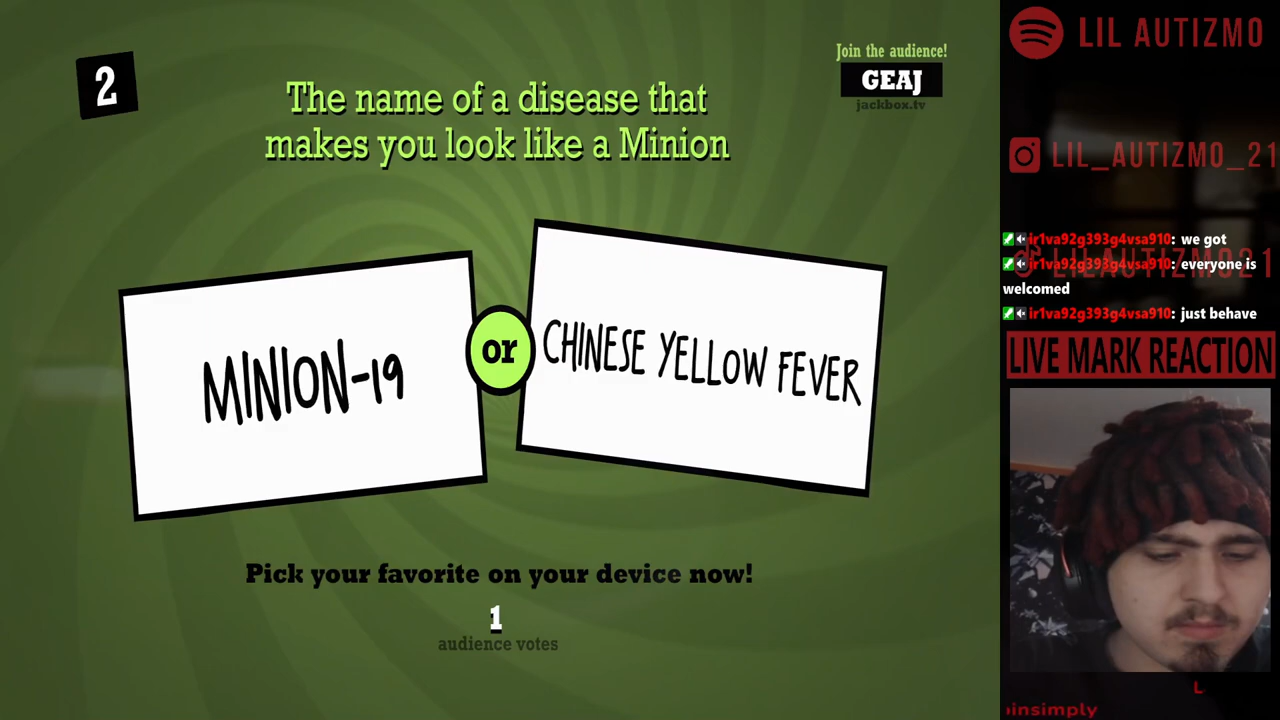 2
The name of a disease that
makes you look like a Minion
Join the audience!
GEAJ
jackbox.tv
MINION-19
or
CHINESE YELLOW FEVER
Pick your favorite on your device now!
1
audience votes
LIL AUTIZMO
LIL_AUTIZMO_21
LILAUTIZMO21
ir1va92g393g4vsa910: we got
ir1va92g393g4vsa910: everyone is
welcomed
ir1va92g393g4vsa910: just behave
LIVE MARK REACTION
L
oinsimply